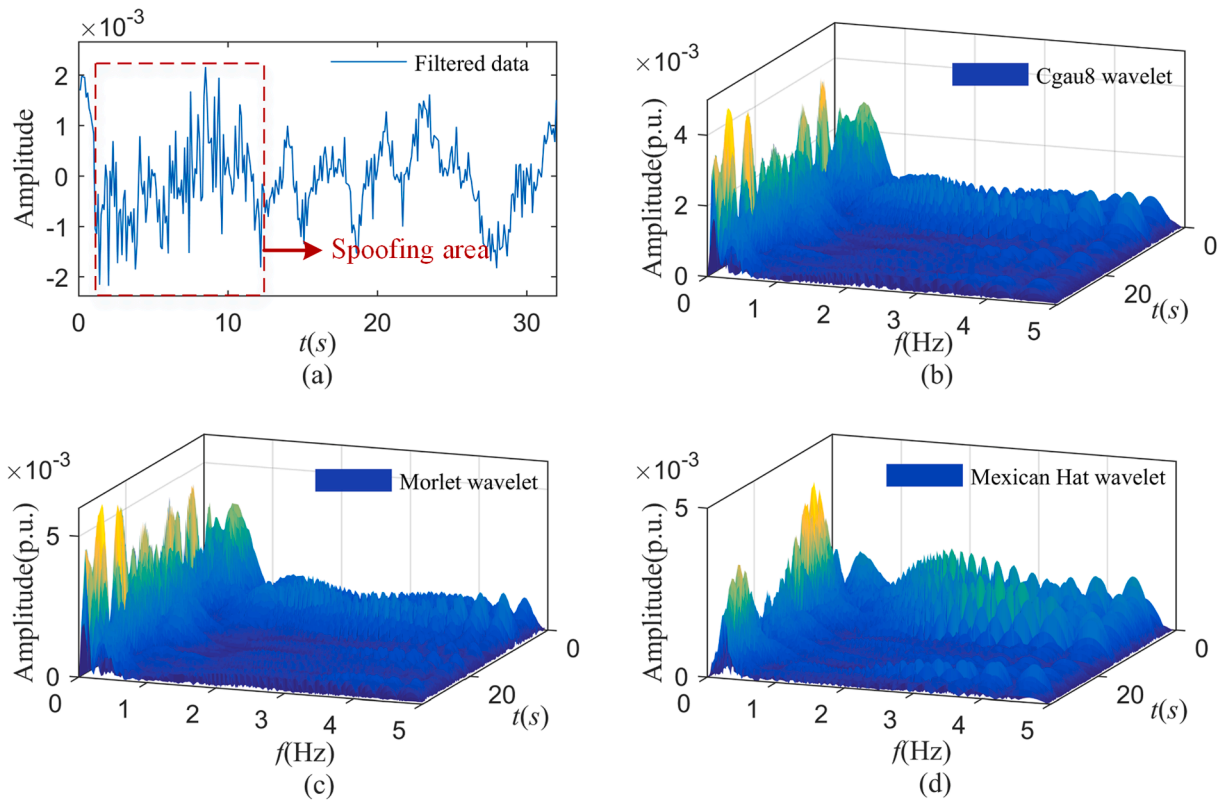 ×10⁻³
2
1
0
-1
-2
Amplitude
Filtered data
Spoofing area
0
10
20
30
t(s)
(a)
×10⁻³
4
2
0
Amplitude(p.u.)
Cgau8 wavelet
0
1
2
3
4
5
f(Hz)
0
20
t(s)
(b)
×10⁻³
5
0
Amplitude(p.u.)
Morlet wavelet
0
1
2
3
4
5
f(Hz)
0
20
t(s)
(c)
×10⁻³
5
0
Amplitude(p.u.)
Mexican Hat wavelet
0
1
2
3
4
5
f(Hz)
0
20
t(s)
(d)